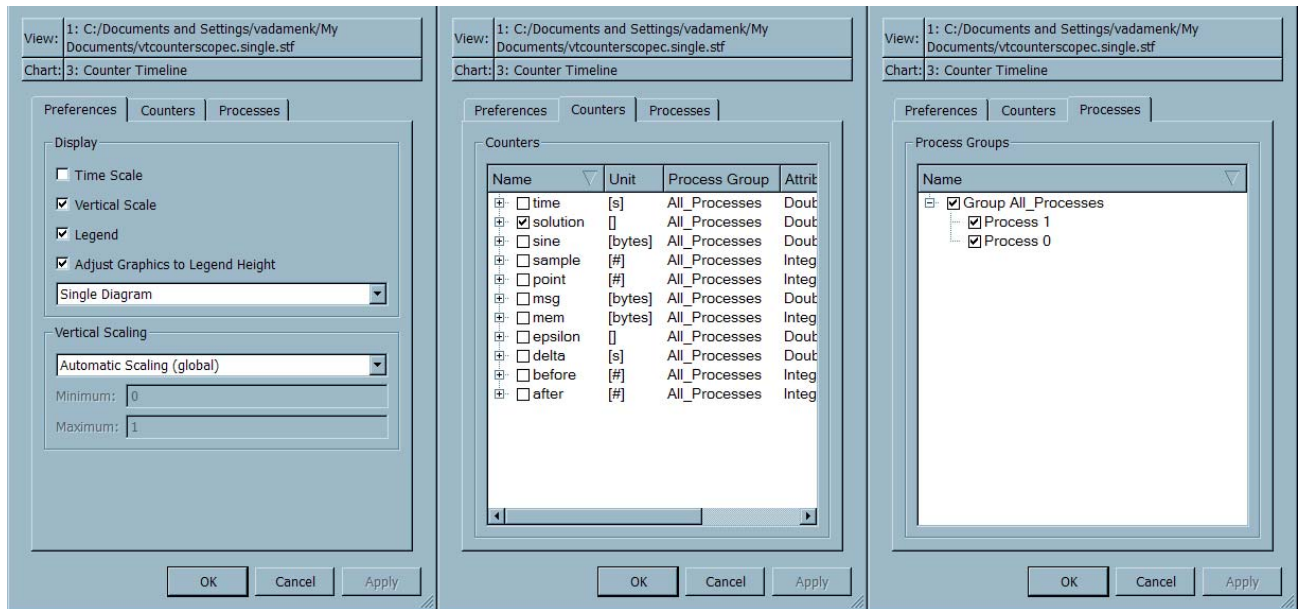 View: 1: C:/Documents and Settings/vadamenk/My
Documents/vtcounterscopec.single.stf
Chart: 3: Counter Timeline
Preferences Counters Processes
Display
Time Scale
Vertical Scale
Legend
Adjust Graphics to Legend Height
Single Diagram
Vertical Scaling
Automatic Scaling (global)
Minimum: 0
Maximum: 1
OK Cancel Apply
View: 1: C:/Documents and Settings/vadamenk/My
Documents/vtcounterscopec.single.stf
Chart: 3: Counter Timeline
Preferences Counters Processes
Counters
Name Unit Process Group Attrib
time [s] All_Processes Doub
solution [] All_Processes Doub
sine [bytes] All_Processes Doub
sample [#] All_Processes Integ
point [#] All_Processes Integ
msg [bytes] All_Processes Doub
mem [bytes] All_Processes Integ
epsilon [] All_Processes Doub
delta [s] All_Processes Doub
before [#] All_Processes Integ
after [#] All_Processes Integ
OK Cancel Apply
View: 1: C:/Documents and Settings/vadamenk/My
Documents/vtcounterscopec.single.stf
Chart: 3: Counter Timeline
Preferences Counters Processes
Process Groups
Name
Group All_Processes
Process 1
Process 0
OK Cancel Apply